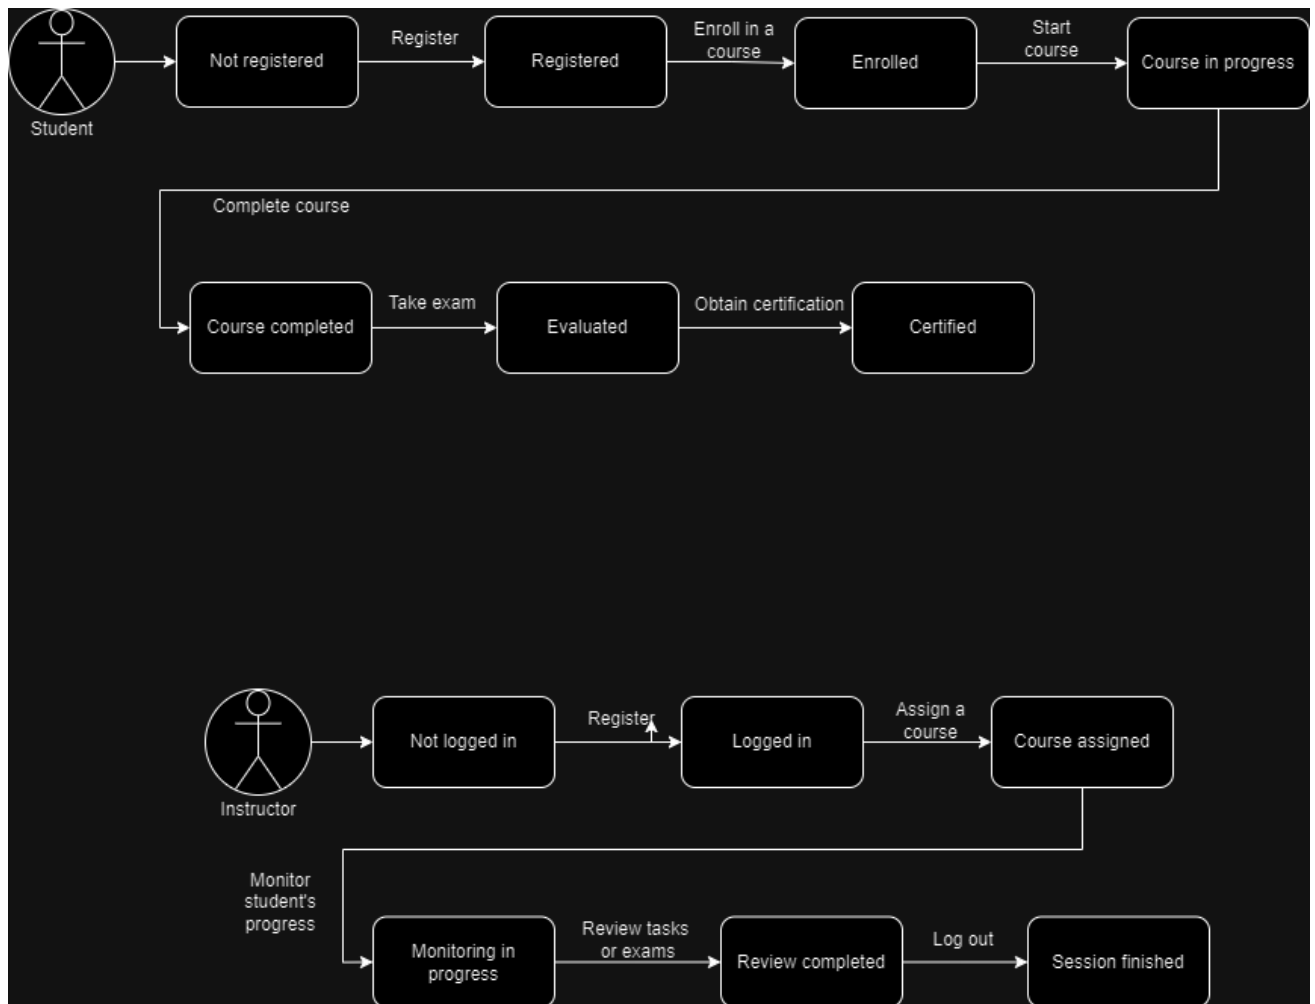 Not registered
Register
Registered
Enroll in a
course
Enrolled
Start
course
Course in progress
Student
Complete course
Course completed
Take exam
Evaluated
Obtain certification
Certified
Not logged in
Register
Logged in
Assign a
course
Course assigned
Instructor
Monitor
student's
progress
Monitoring in
progress
Review tasks
or exams
Review completed
Log out
Session finished